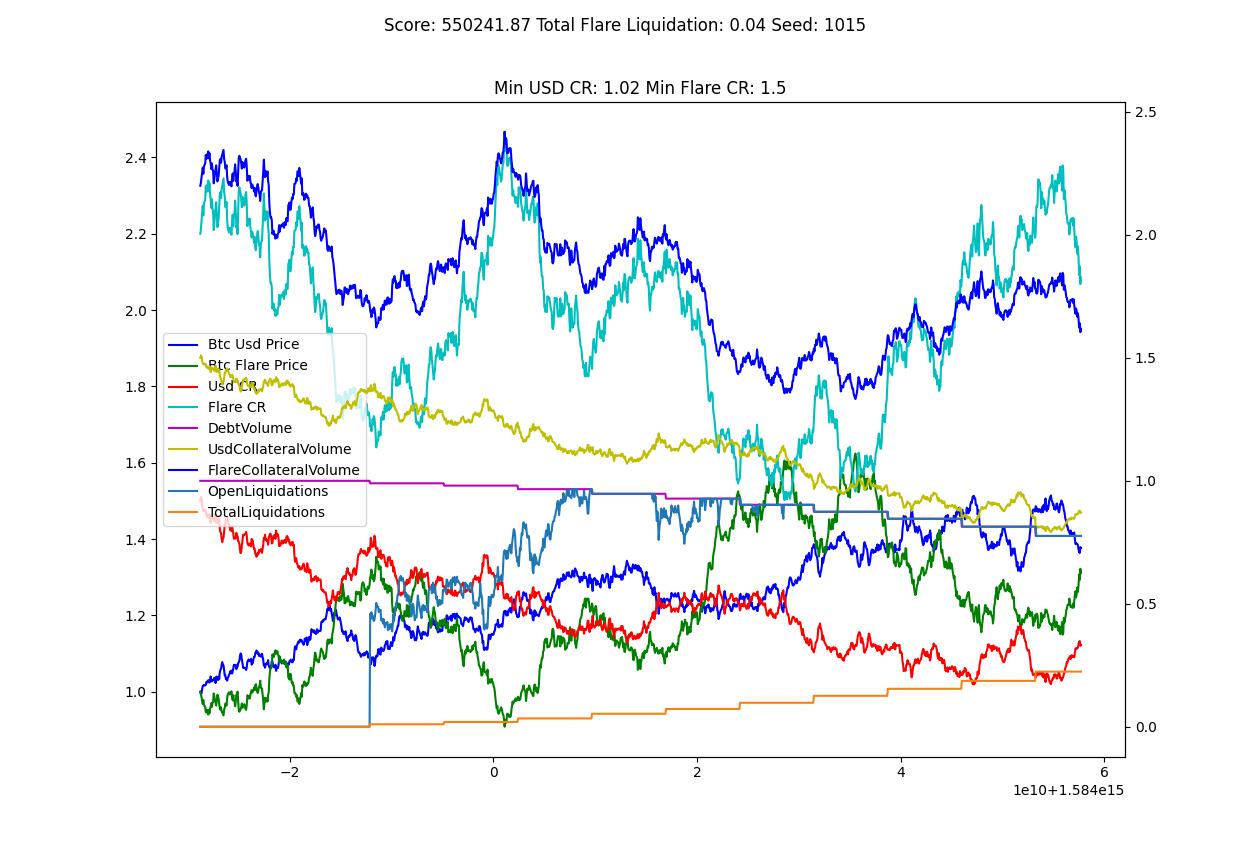 Score: 550241.87 Total Flare Liquidation: 0.04 Seed: 1015
Min USD CR: 1.02 Min Flare CR: 1.5
2.4
2.2
2.0
1.8
1.6
1.4
1.2
1.0
Btc Usd Price
Btc Flare Price
Usd CR
Flare CR
DebtVolume
UsdCollateralVolume
FlareCollateralVolume
OpenLiquidations
TotalLiquidations
2.5
2.0
1.5
1.0
0.5
0.0
−2
0
2
4
6
1e10+1.584e15